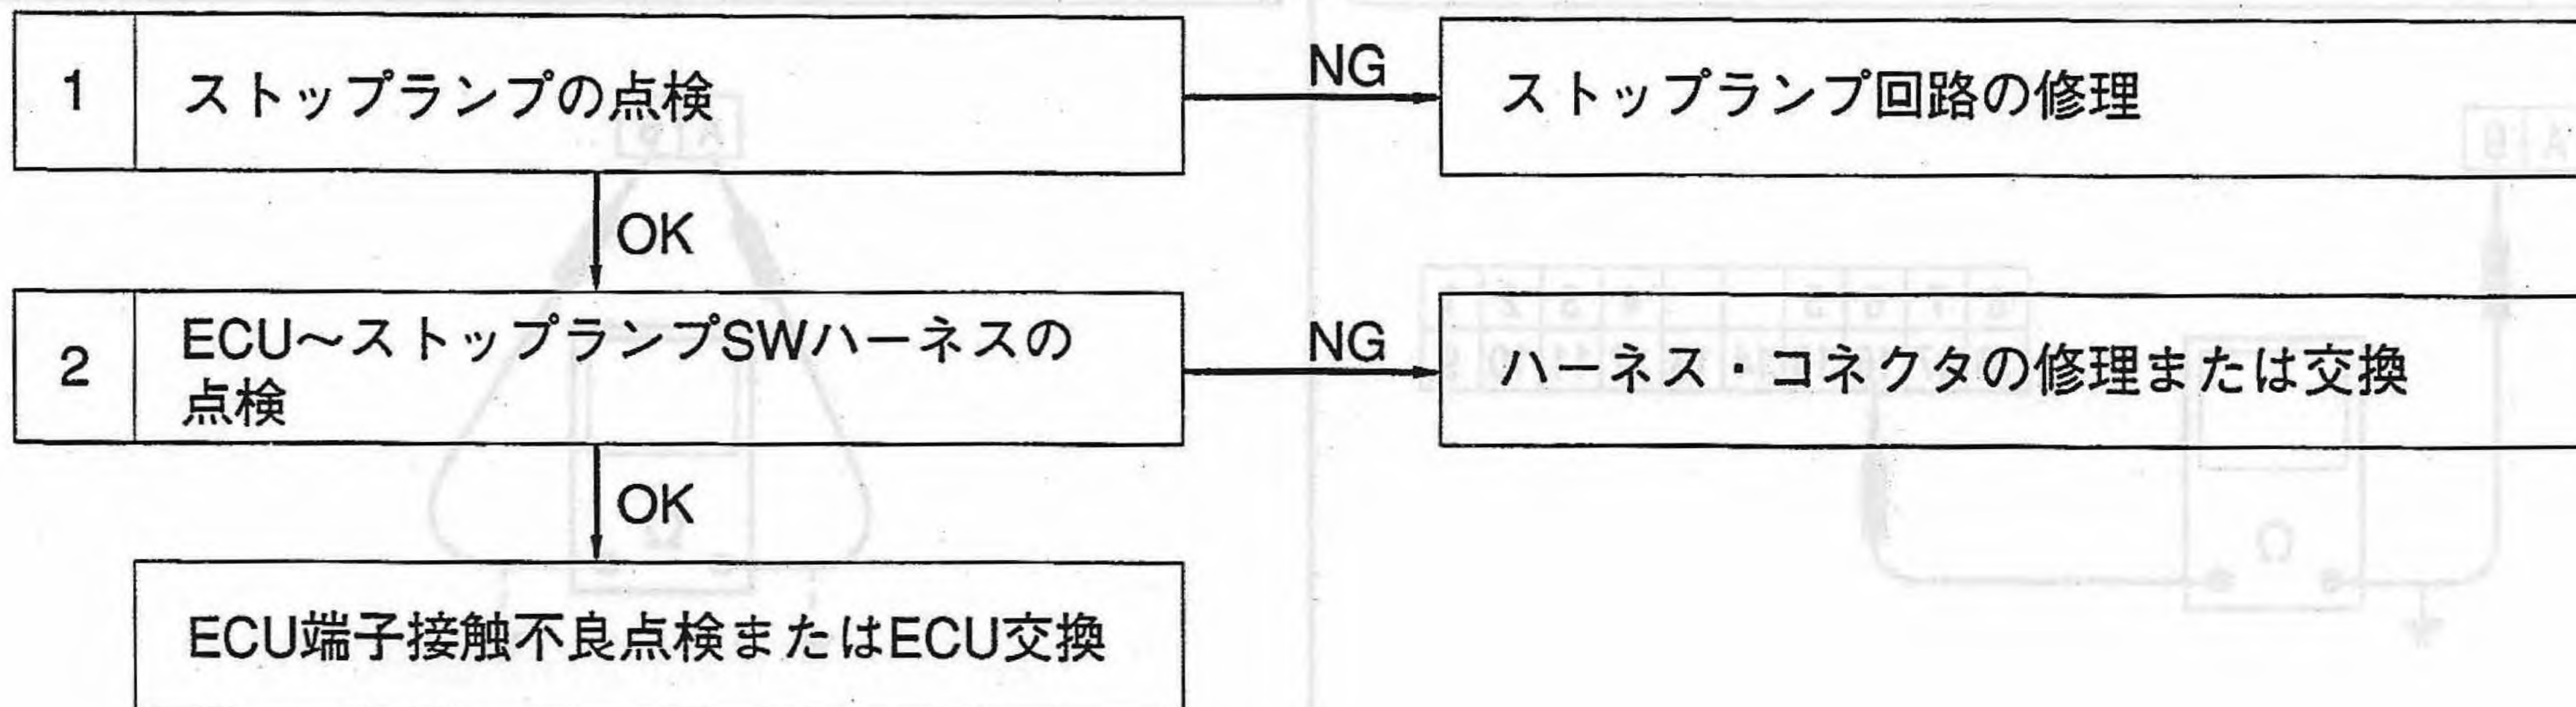 1
ストップランプの点検
NG
ストップランプ回路の修理
OK
2
ECU～ストップランプSWハーネスの
点検
NG
ハーネス・コネクタの修理または交換
OK
ECU端子接触不良点検またはECU交換